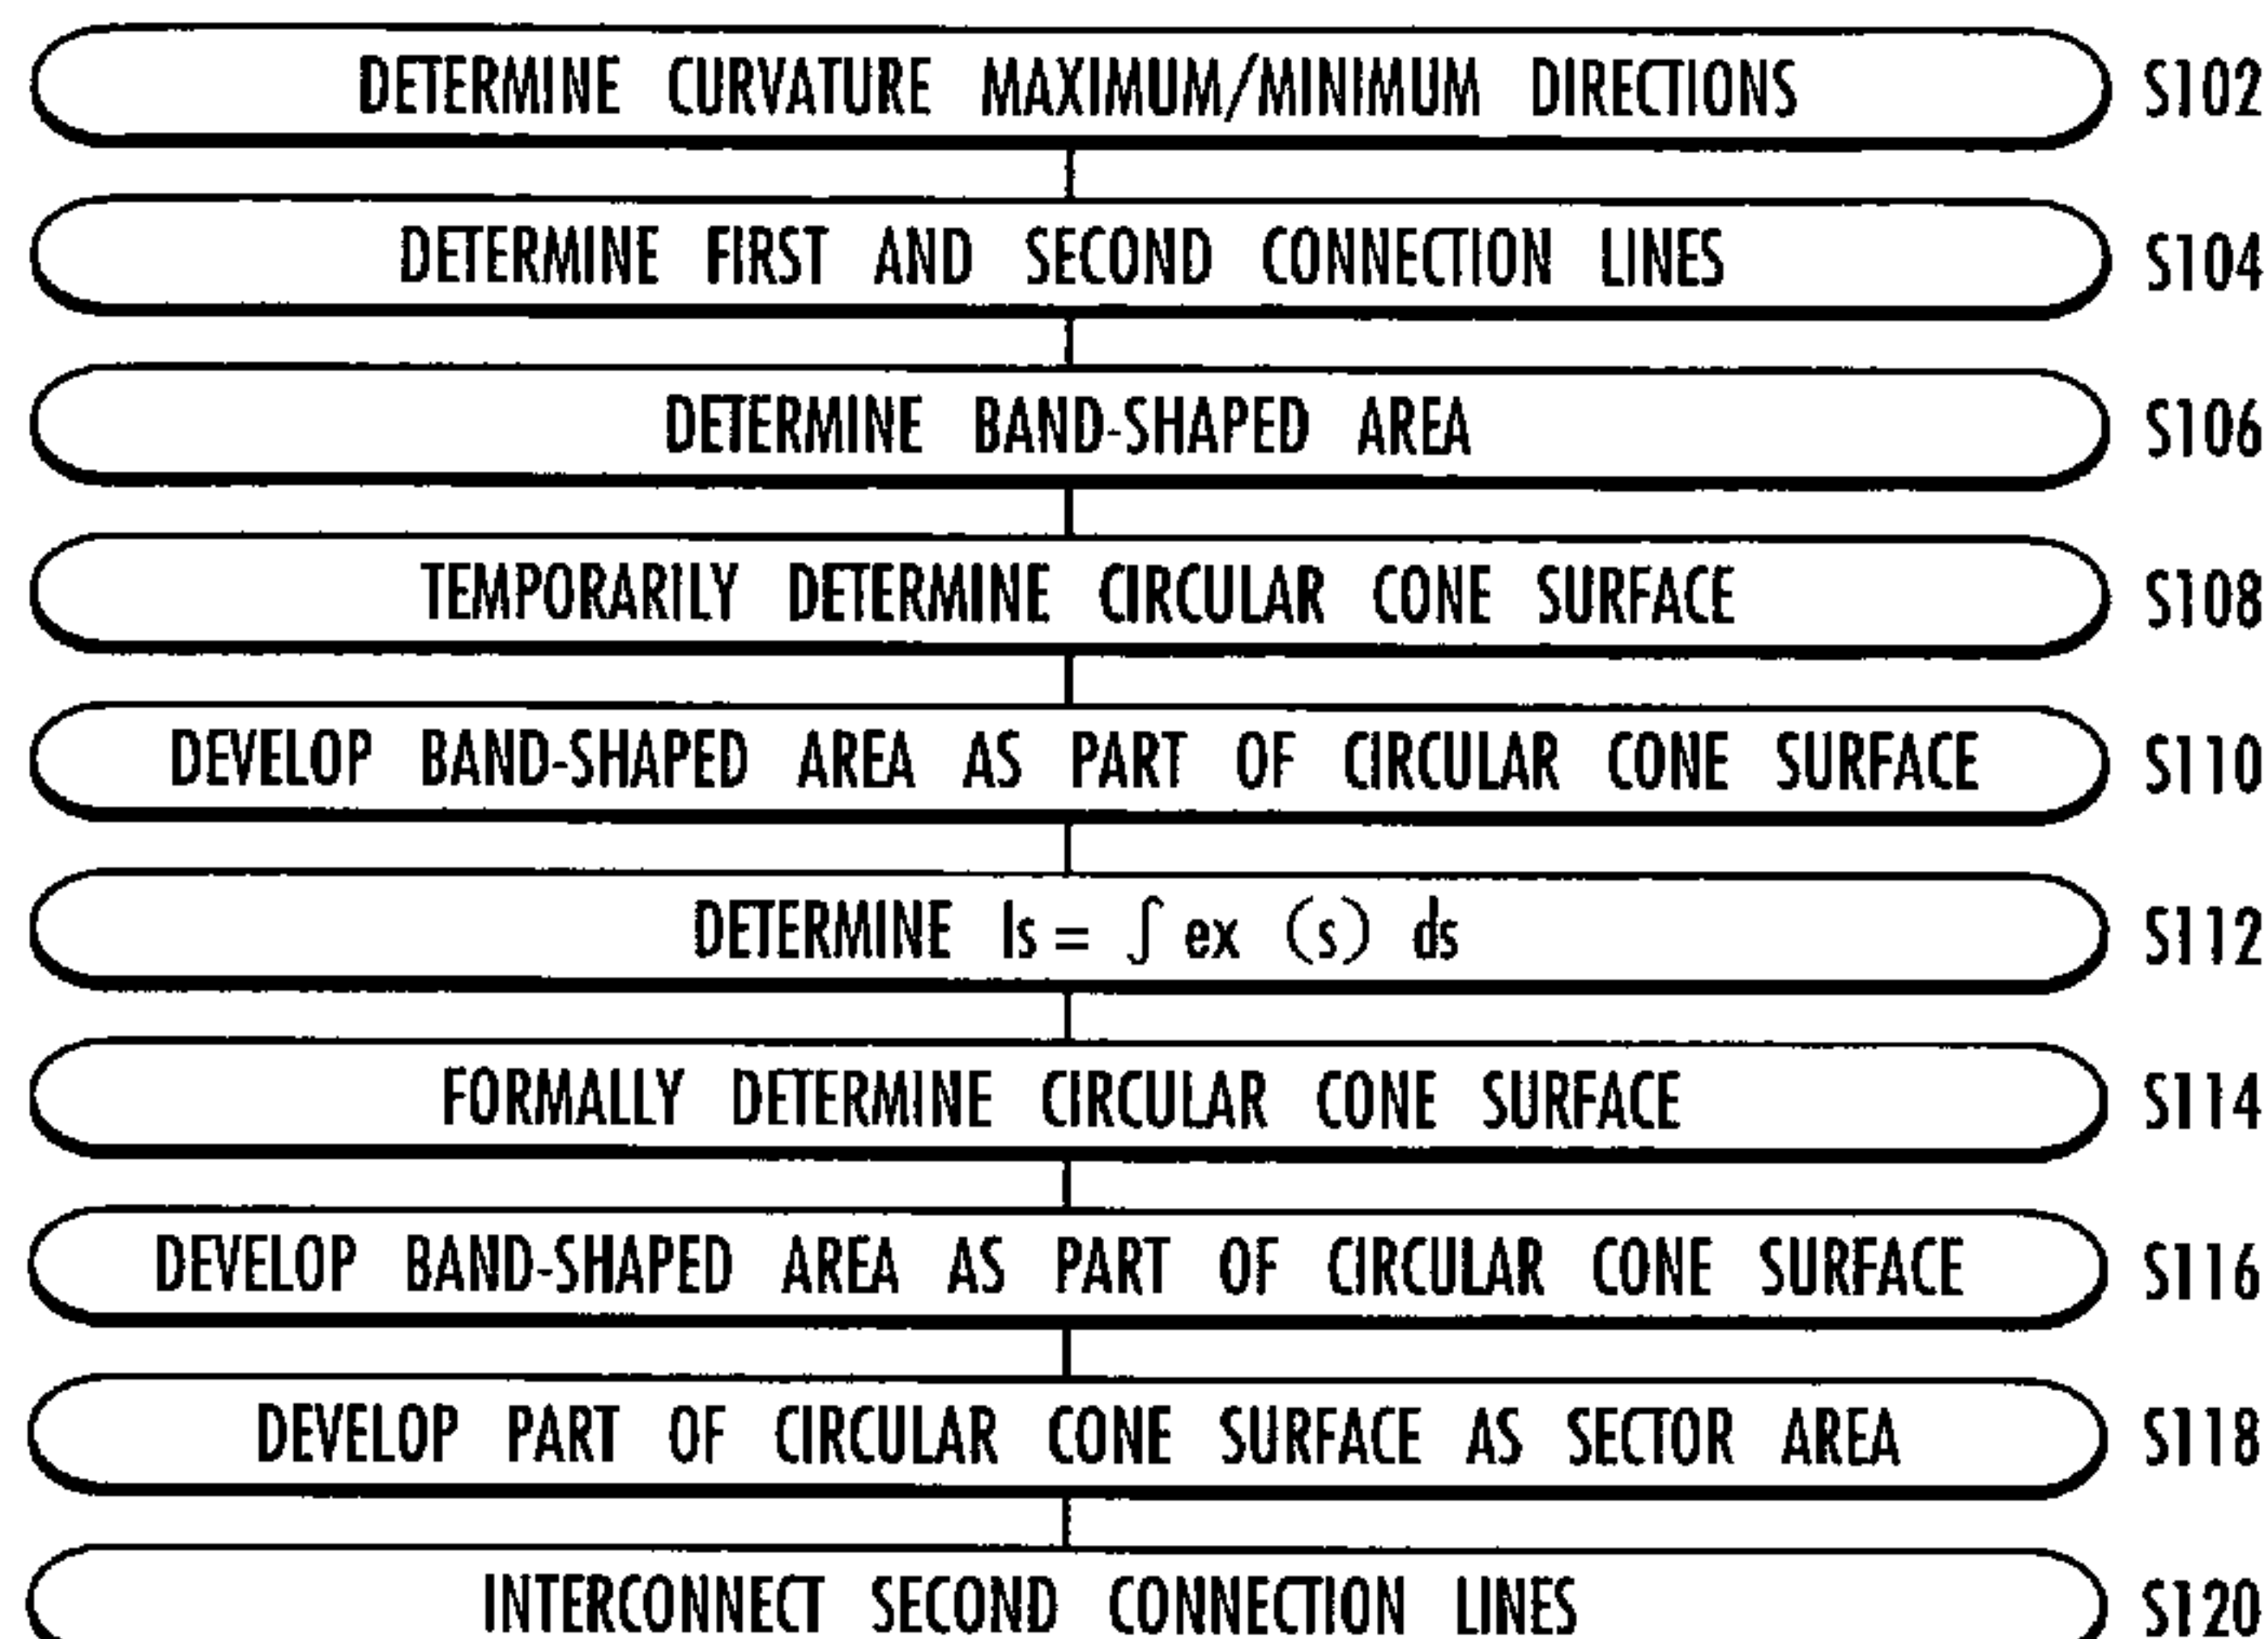 DETERMINE CURVATURE MAXIMUM/MINIMUM DIRECTIONS S102
DETERMINE FIRST AND SECOND CONNECTION LINES S104
DETERMINE BAND-SHAPED AREA S106
TEMPORARILY DETERMINE CIRCULAR CONE SURFACE S108
DEVELOP BAND-SHAPED AREA AS PART OF CIRCULAR CONE SURFACE S110
DETERMINE Is = ∫ ex (s) ds S112
FORMALLY DETERMINE CIRCULAR CONE SURFACE S114
DEVELOP BAND-SHAPED AREA AS PART OF CIRCULAR CONE SURFACE S116
DEVELOP PART OF CIRCULAR CONE SURFACE AS SECTOR AREA S118
INTERCONNECT SECOND CONNECTION LINES S120